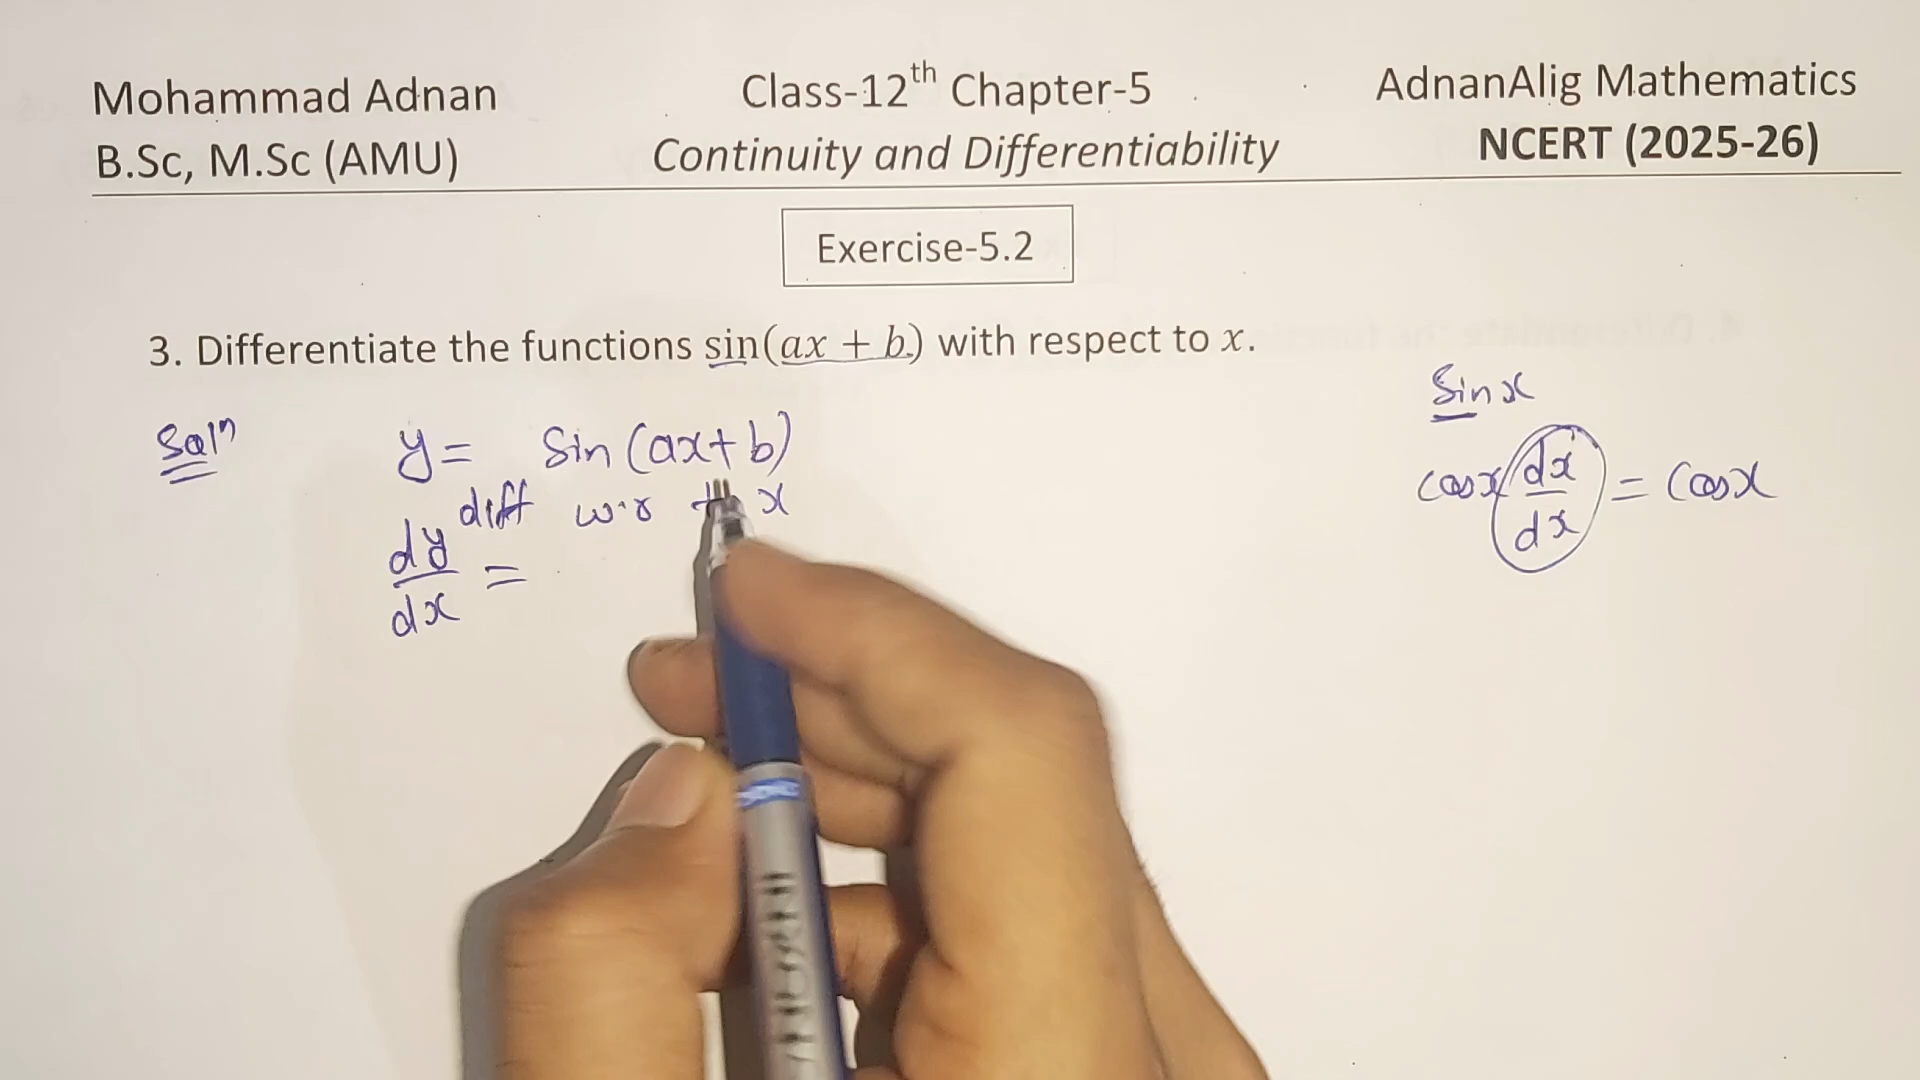 Mohammad Adnan
B.Sc, M.Sc (AMU)
Class-12th Chapter-5
Continuity and Differentiability
AdnanAlig Mathematics
NCERT (2025-26)
Exercise-5.2
3. Differentiate the functions sin(ax + b) with respect to x.
Solⁿ
y = Sin (ax+b)
diff w.r t x
dy/dx =
Sin x
cosx dx/dx = Cosx